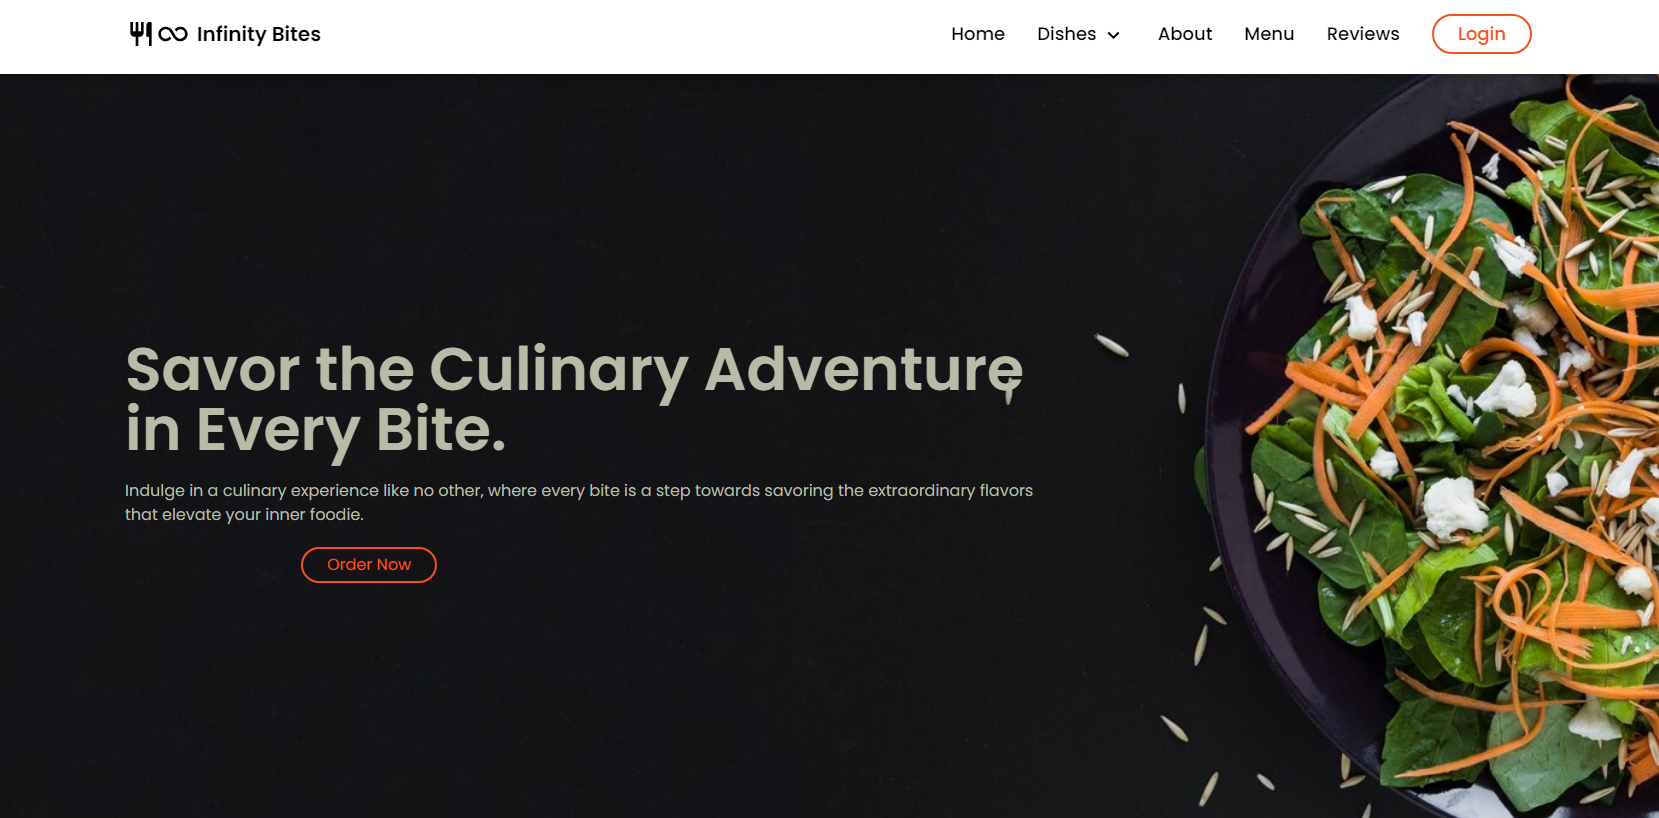 Infinity Bites
Home Dishes About Menu Reviews Login
Savor the Culinary Adventure
in Every Bite.
Indulge in a culinary experience like no other, where every bite is a step towards savoring the extraordinary flavors
that elevate your inner foodie.
Order Now